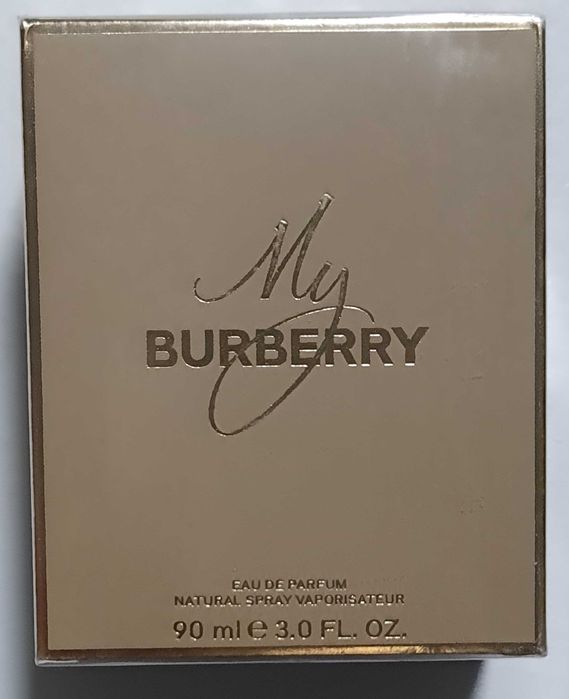 My
BURBERRY
EAU DE PARFUM
NATURAL SPRAY VAPORISATEUR
90 ml ℮ 3.0 FL. OZ.